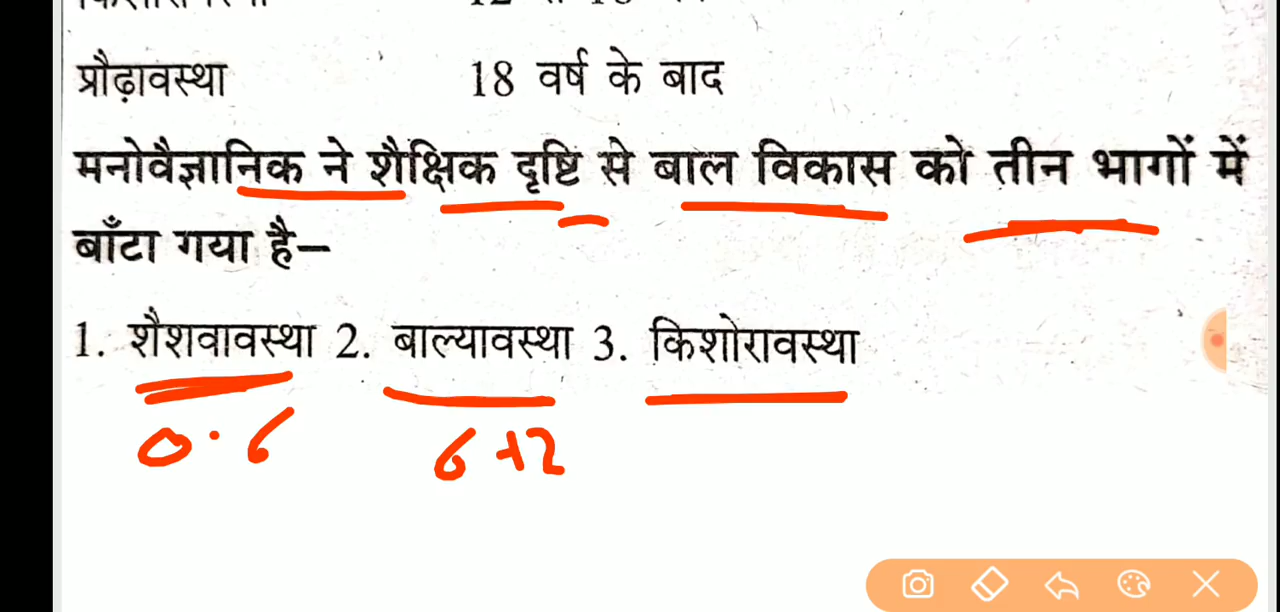 प्रौढ़ावस्था 18 वर्ष के बाद
मनोवैज्ञानिक ने शैक्षिक दृष्टि से बाल विकास को तीन भागों में
बाँटा गया है–
1. शैशवावस्था 2. बाल्यावस्था 3. किशोरावस्था
0·6 6-12